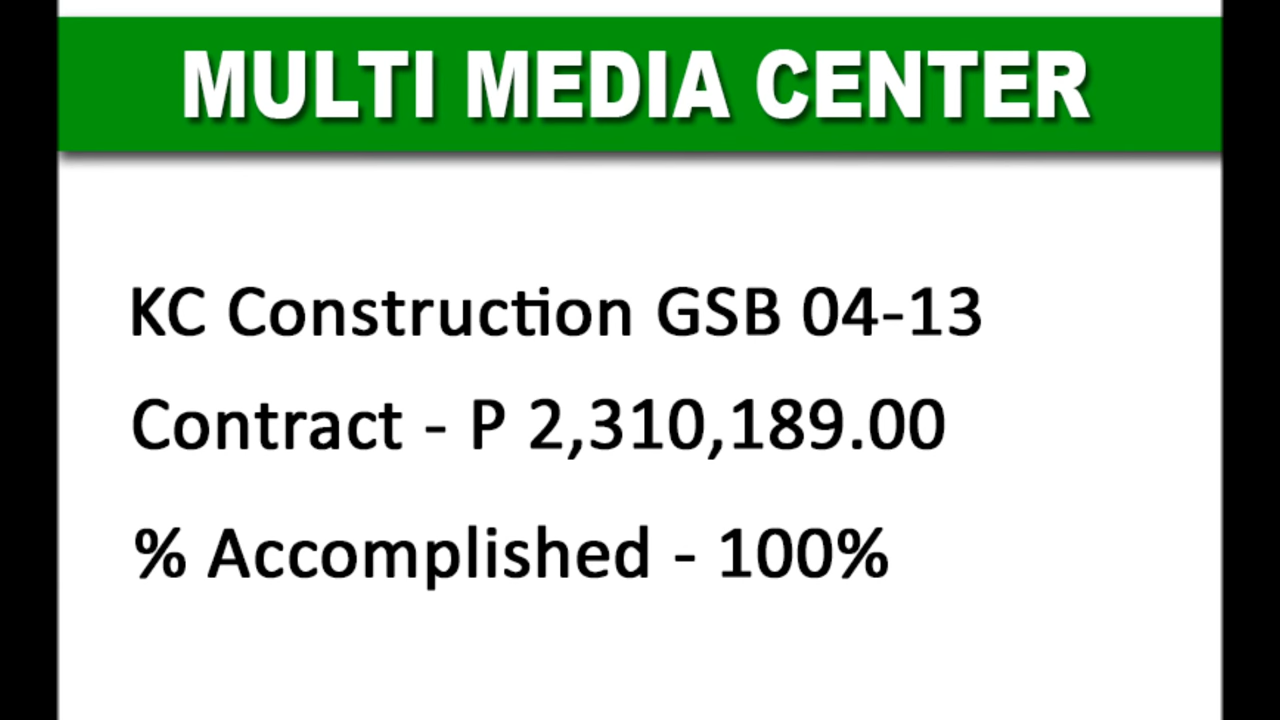 MULTI MEDIA CENTER
KC Construction GSB 04-13
Contract - P 2,310,189.00
% Accomplished - 100%